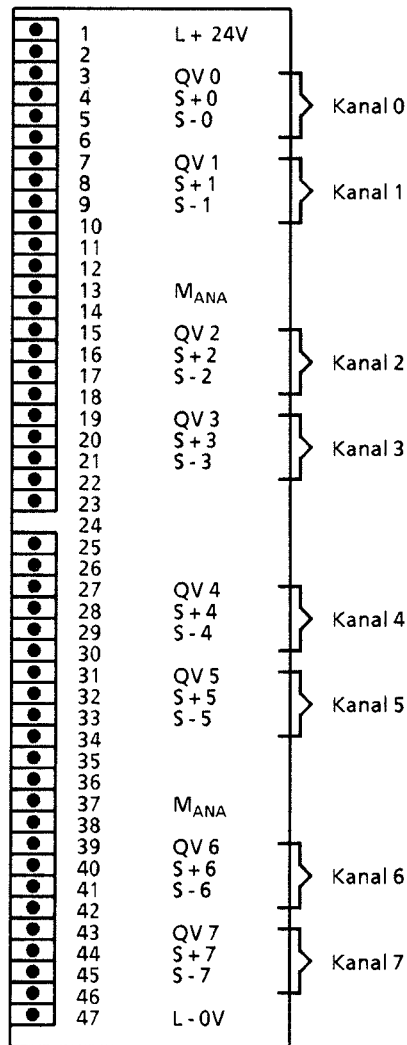 1 L + 24V
2
3 QV 0
4 S + 0 Kanal 0
5 S - 0
6
7 QV 1
8 S + 1 Kanal 1
9 S - 1
10
11
12
13 MANA
14
15 QV 2
16 S + 2 Kanal 2
17 S - 2
18
19 QV 3
20 S + 3 Kanal 3
21 S - 3
22
23
24
25
26
27 QV 4
28 S + 4 Kanal 4
29 S - 4
30
31 QV 5
32 S + 5 Kanal 5
33 S - 5
34
35
36
37 MANA
38
39 QV 6
40 S + 6 Kanal 6
41 S - 6
42
43 QV 7
44 S + 7 Kanal 7
45 S - 7
46
47 L - 0V